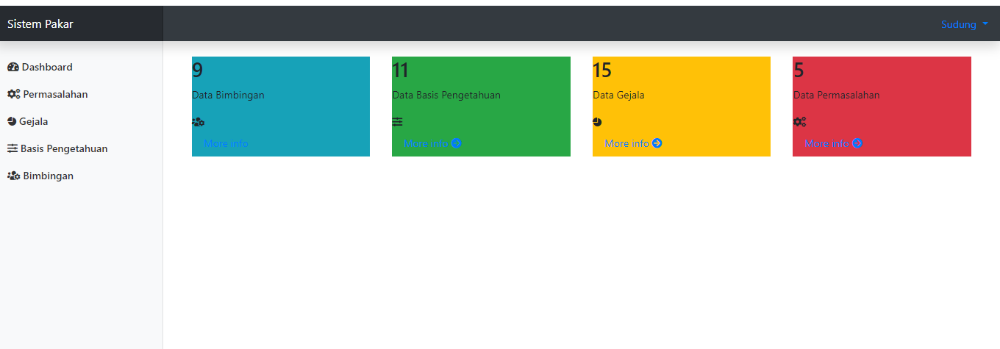 Sistem Pakar
Sudung
Dashboard
Permasalahan
Gejala
Basis Pengetahuan
Bimbingan
9
Data Bimbingan
More info
11
Data Basis Pengetahuan
More info
15
Data Gejala
More info
5
Data Permasalahan
More info